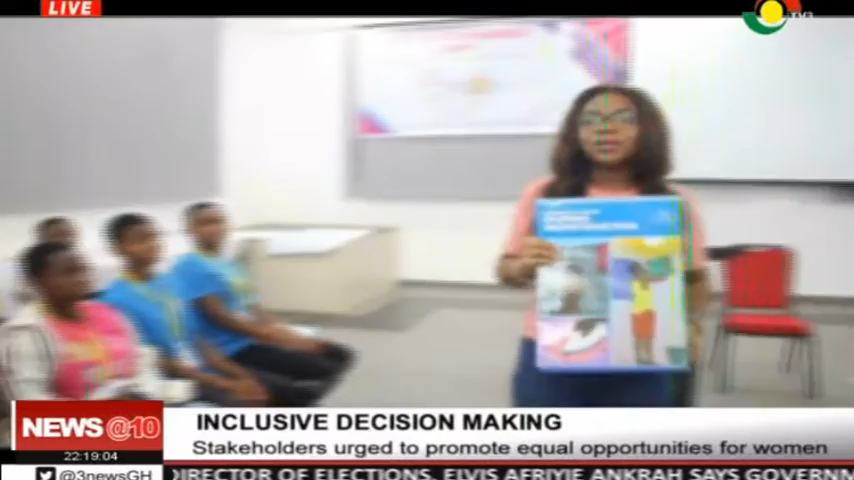 LIVE
TV3
NEWS@10
INCLUSIVE DECISION MAKING
Stakeholders urged to promote equal opportunities for women
22:19:04
@3newsGH
DIRECTOR OF ELECTIONS, ELVIS AFRIYIE ANKRAH SAYS GOVERNM